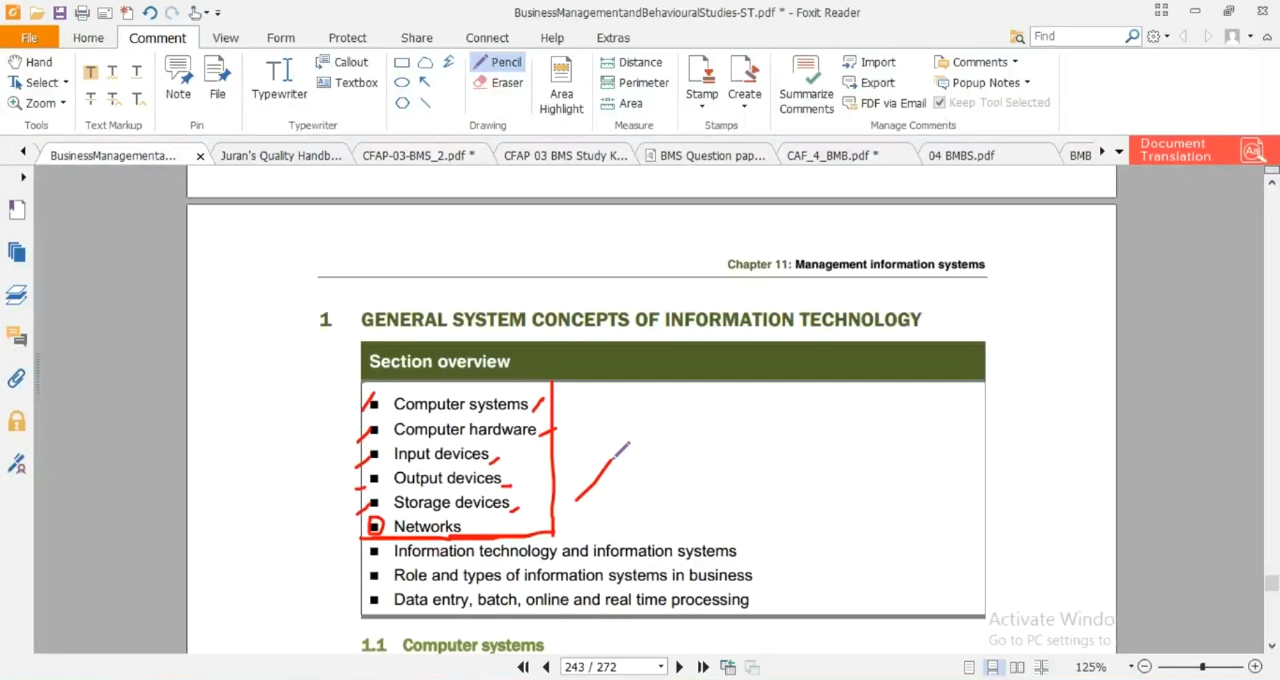 BusinessManagementandBehaviouralStudies-ST.pdf * - Foxit Reader
File Home Comment View Form Protect Share Connect Help Extras Find
Hand
Select
Zoom
Tools
T T T
T T T
Text Markup
Note
File
Pin
Typewriter
Callout
Textbox
Typewriter
Pencil
Eraser
Drawing
Area
Highlight
Distance
Perimeter
Area
Measure
Stamp
Create
Stamps
Summarize
Comments
Import
Export
FDF via Email
Comments
Popup Notes
Keep Tool Selected
Manage Comments
BusinessManagementa... Juran's Quality Handb... CFAP-03-BMS_2.pdf * CFAP 03 BMS Study K... BMS Question pap... CAF_4_BMB.pdf * 04 BMBS.pdf BMB
Document
Translation
Aa
Chapter 11: Management information systems
1 GENERAL SYSTEM CONCEPTS OF INFORMATION TECHNOLOGY
Section overview
■ Computer systems
■ Computer hardware
■ Input devices
■ Output devices
■ Storage devices
■ Networks
■ Information technology and information systems
■ Role and types of information systems in business
■ Data entry, batch, online and real time processing
1.1 Computer systems
Activate Windo
Go to PC settings to
243 / 272
125%